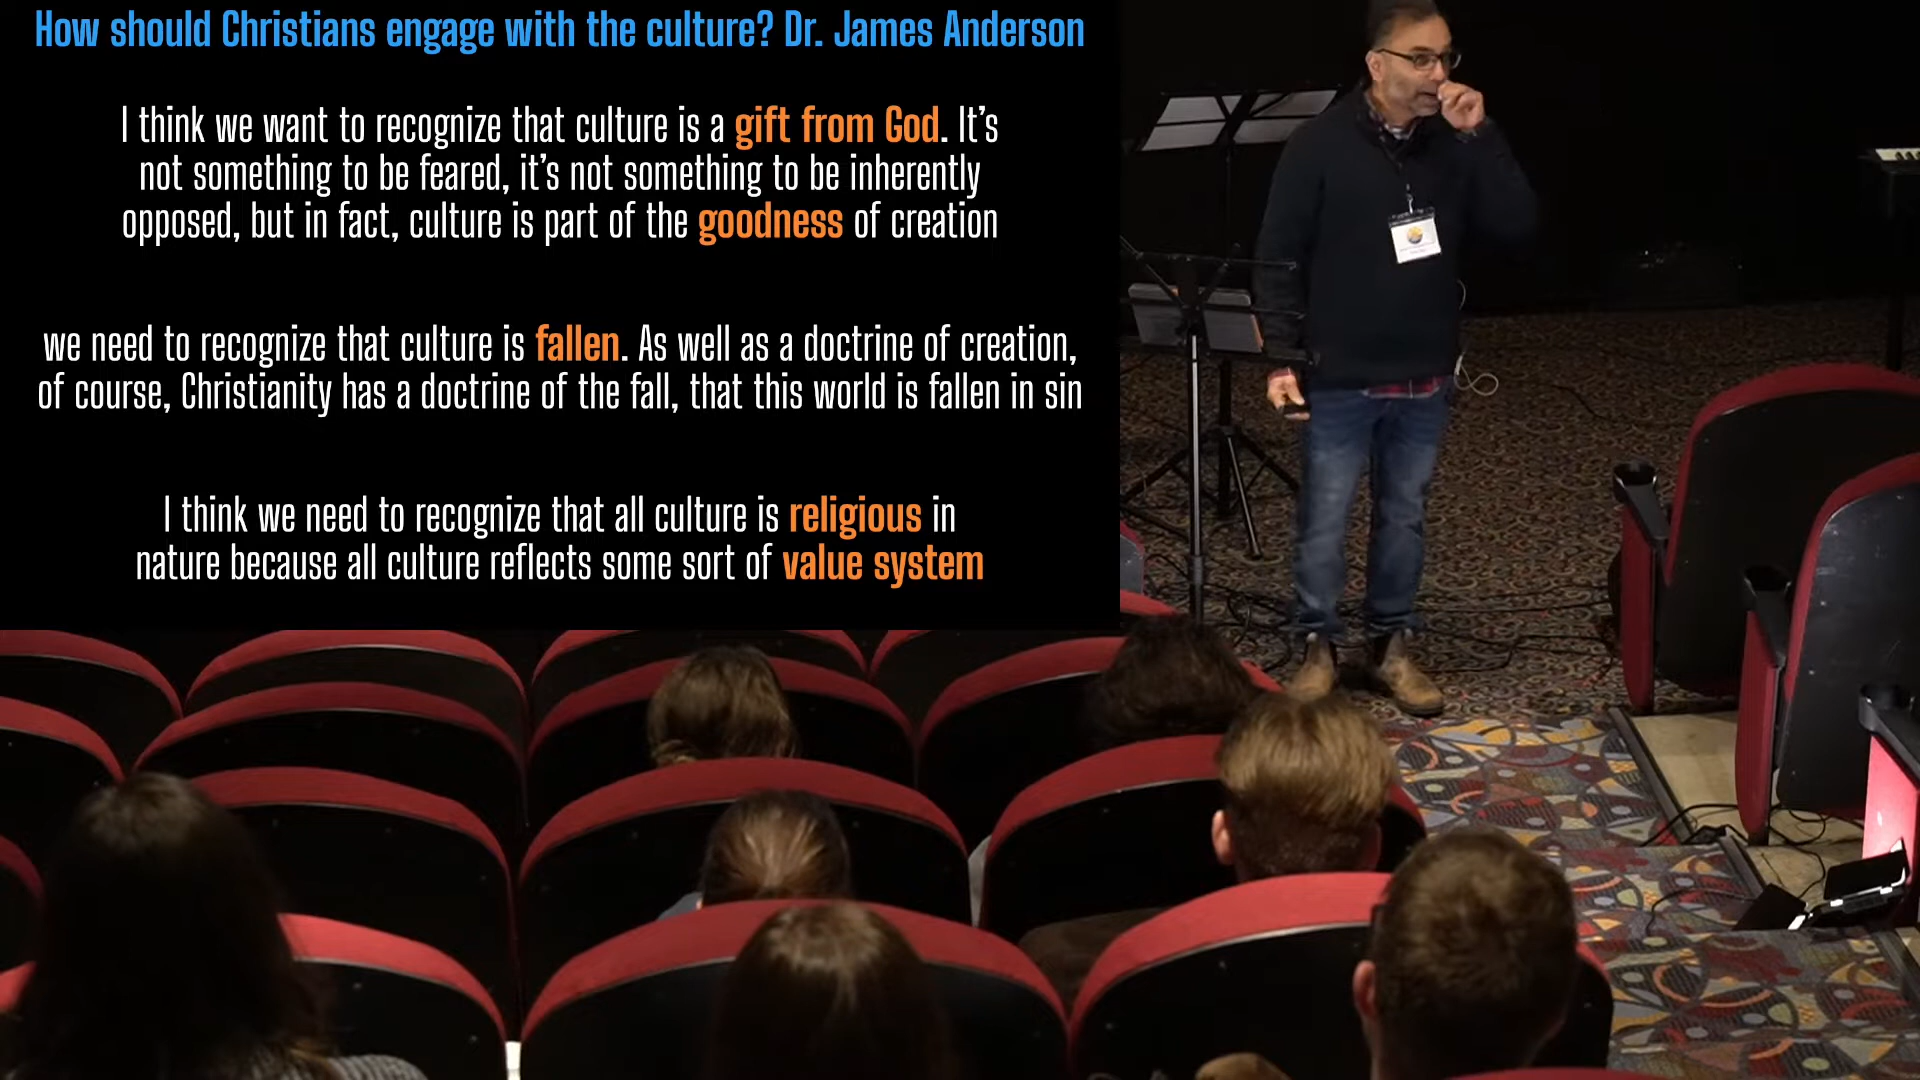 How should Christians engage with the culture? Dr. James Anderson
I think we want to recognize that culture is a gift from God. It’s
not something to be feared, it’s not something to be inherently
opposed, but in fact, culture is part of the goodness of creation
we need to recognize that culture is fallen. As well as a doctrine of creation,
of course, Christianity has a doctrine of the fall, that this world is fallen in sin
I think we need to recognize that all culture is religious in
nature because all culture reflects some sort of value system